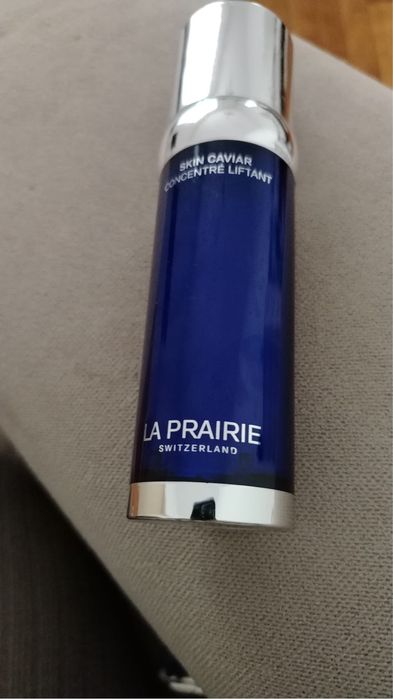 SKIN CAVIAR
CONCENTRÉ LIFTANT
LA PRAIRIE
SWITZERLAND